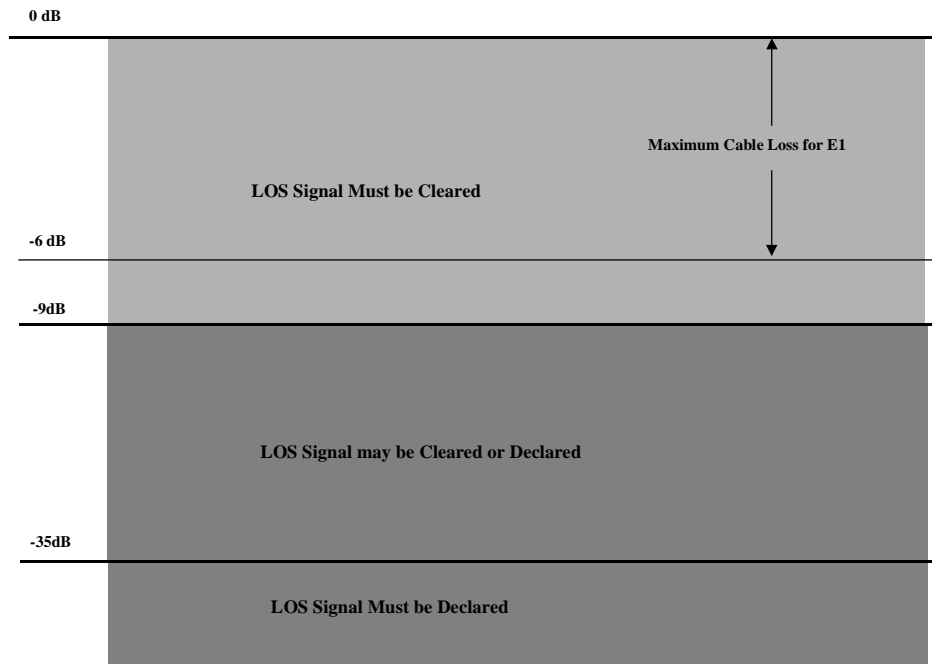 0 dB
Maximum Cable Loss for E1
LOS Signal Must be Cleared
-6 dB
-9dB
LOS Signal may be Cleared or Declared
-35dB
LOS Signal Must be Declared